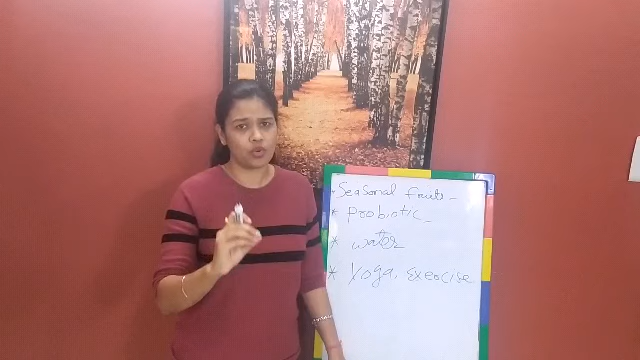 Seasonal fruits -
* Probiotic
* water
* Yoga, Exercise